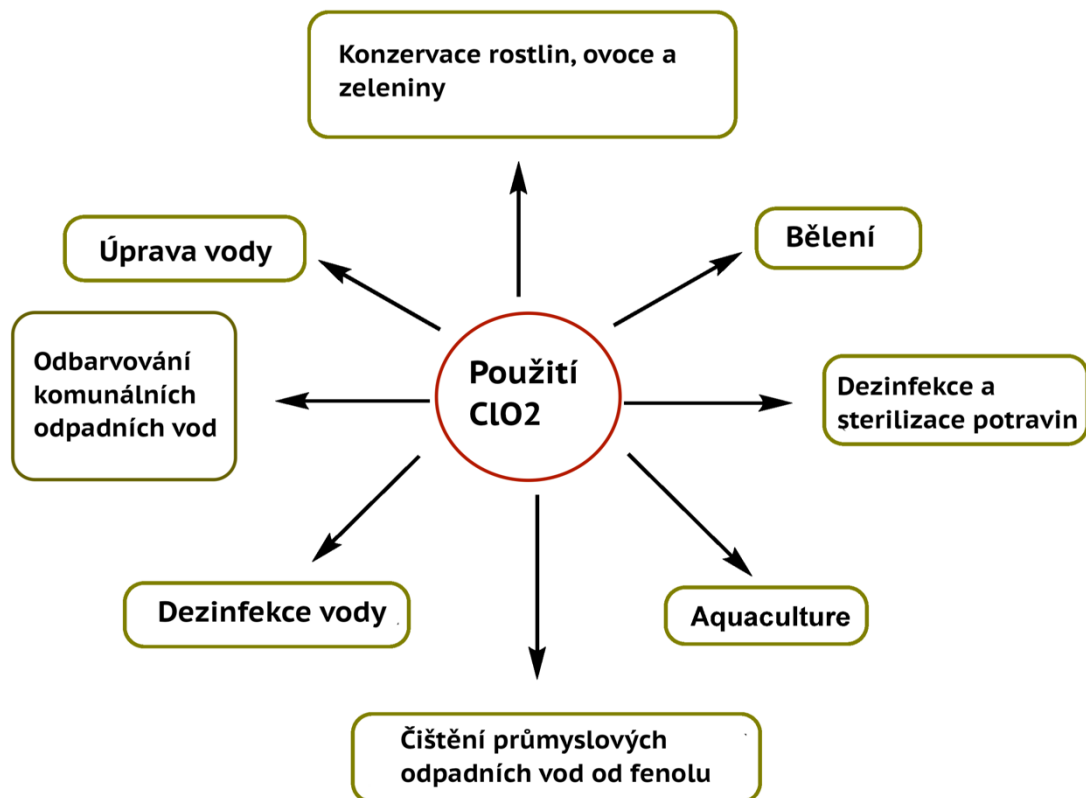 Konzervace rostlin, ovoce a
zeleniny
Úprava vody
Bělení
Odbarvování
komunálních
odpadních vod
Použití
ClO2
Dezinfekce a
sterilizace potravin
Dezinfekce vody
Aquaculture
Čištění průmyslových
odpadních vod od fenolu